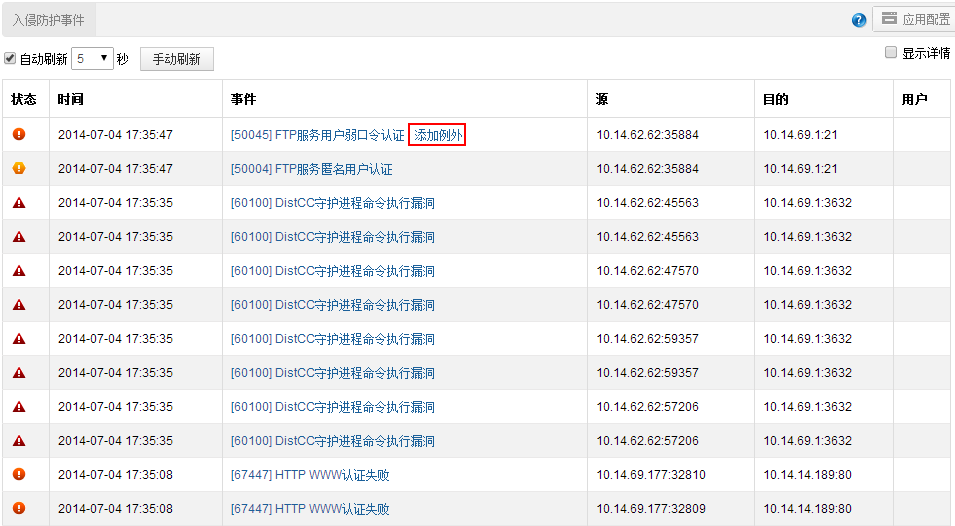 入侵防护事件 应用配置
自动刷新 5 秒 手动刷新 显示详情
状态 时间 事件 源 目的 用户
2014-07-04 17:35:47 [50045] FTP服务用户弱口令认证 添加例外 10.14.62.62:35884 10.14.69.1:21
2014-07-04 17:35:47 [50004] FTP服务匿名用户认证 10.14.62.62:35884 10.14.69.1:21
2014-07-04 17:35:35 [60100] DistCC守护进程命令执行漏洞 10.14.62.62:45563 10.14.69.1:3632
2014-07-04 17:35:35 [60100] DistCC守护进程命令执行漏洞 10.14.62.62:45563 10.14.69.1:3632
2014-07-04 17:35:35 [60100] DistCC守护进程命令执行漏洞 10.14.62.62:47570 10.14.69.1:3632
2014-07-04 17:35:35 [60100] DistCC守护进程命令执行漏洞 10.14.62.62:47570 10.14.69.1:3632
2014-07-04 17:35:35 [60100] DistCC守护进程命令执行漏洞 10.14.62.62:59357 10.14.69.1:3632
2014-07-04 17:35:35 [60100] DistCC守护进程命令执行漏洞 10.14.62.62:59357 10.14.69.1:3632
2014-07-04 17:35:35 [60100] DistCC守护进程命令执行漏洞 10.14.62.62:57206 10.14.69.1:3632
2014-07-04 17:35:35 [60100] DistCC守护进程命令执行漏洞 10.14.62.62:57206 10.14.69.1:3632
2014-07-04 17:35:08 [67447] HTTP WWW认证失败 10.14.69.177:32810 10.14.14.189:80
2014-07-04 17:35:08 [67447] HTTP WWW认证失败 10.14.69.177:32809 10.14.14.189:80